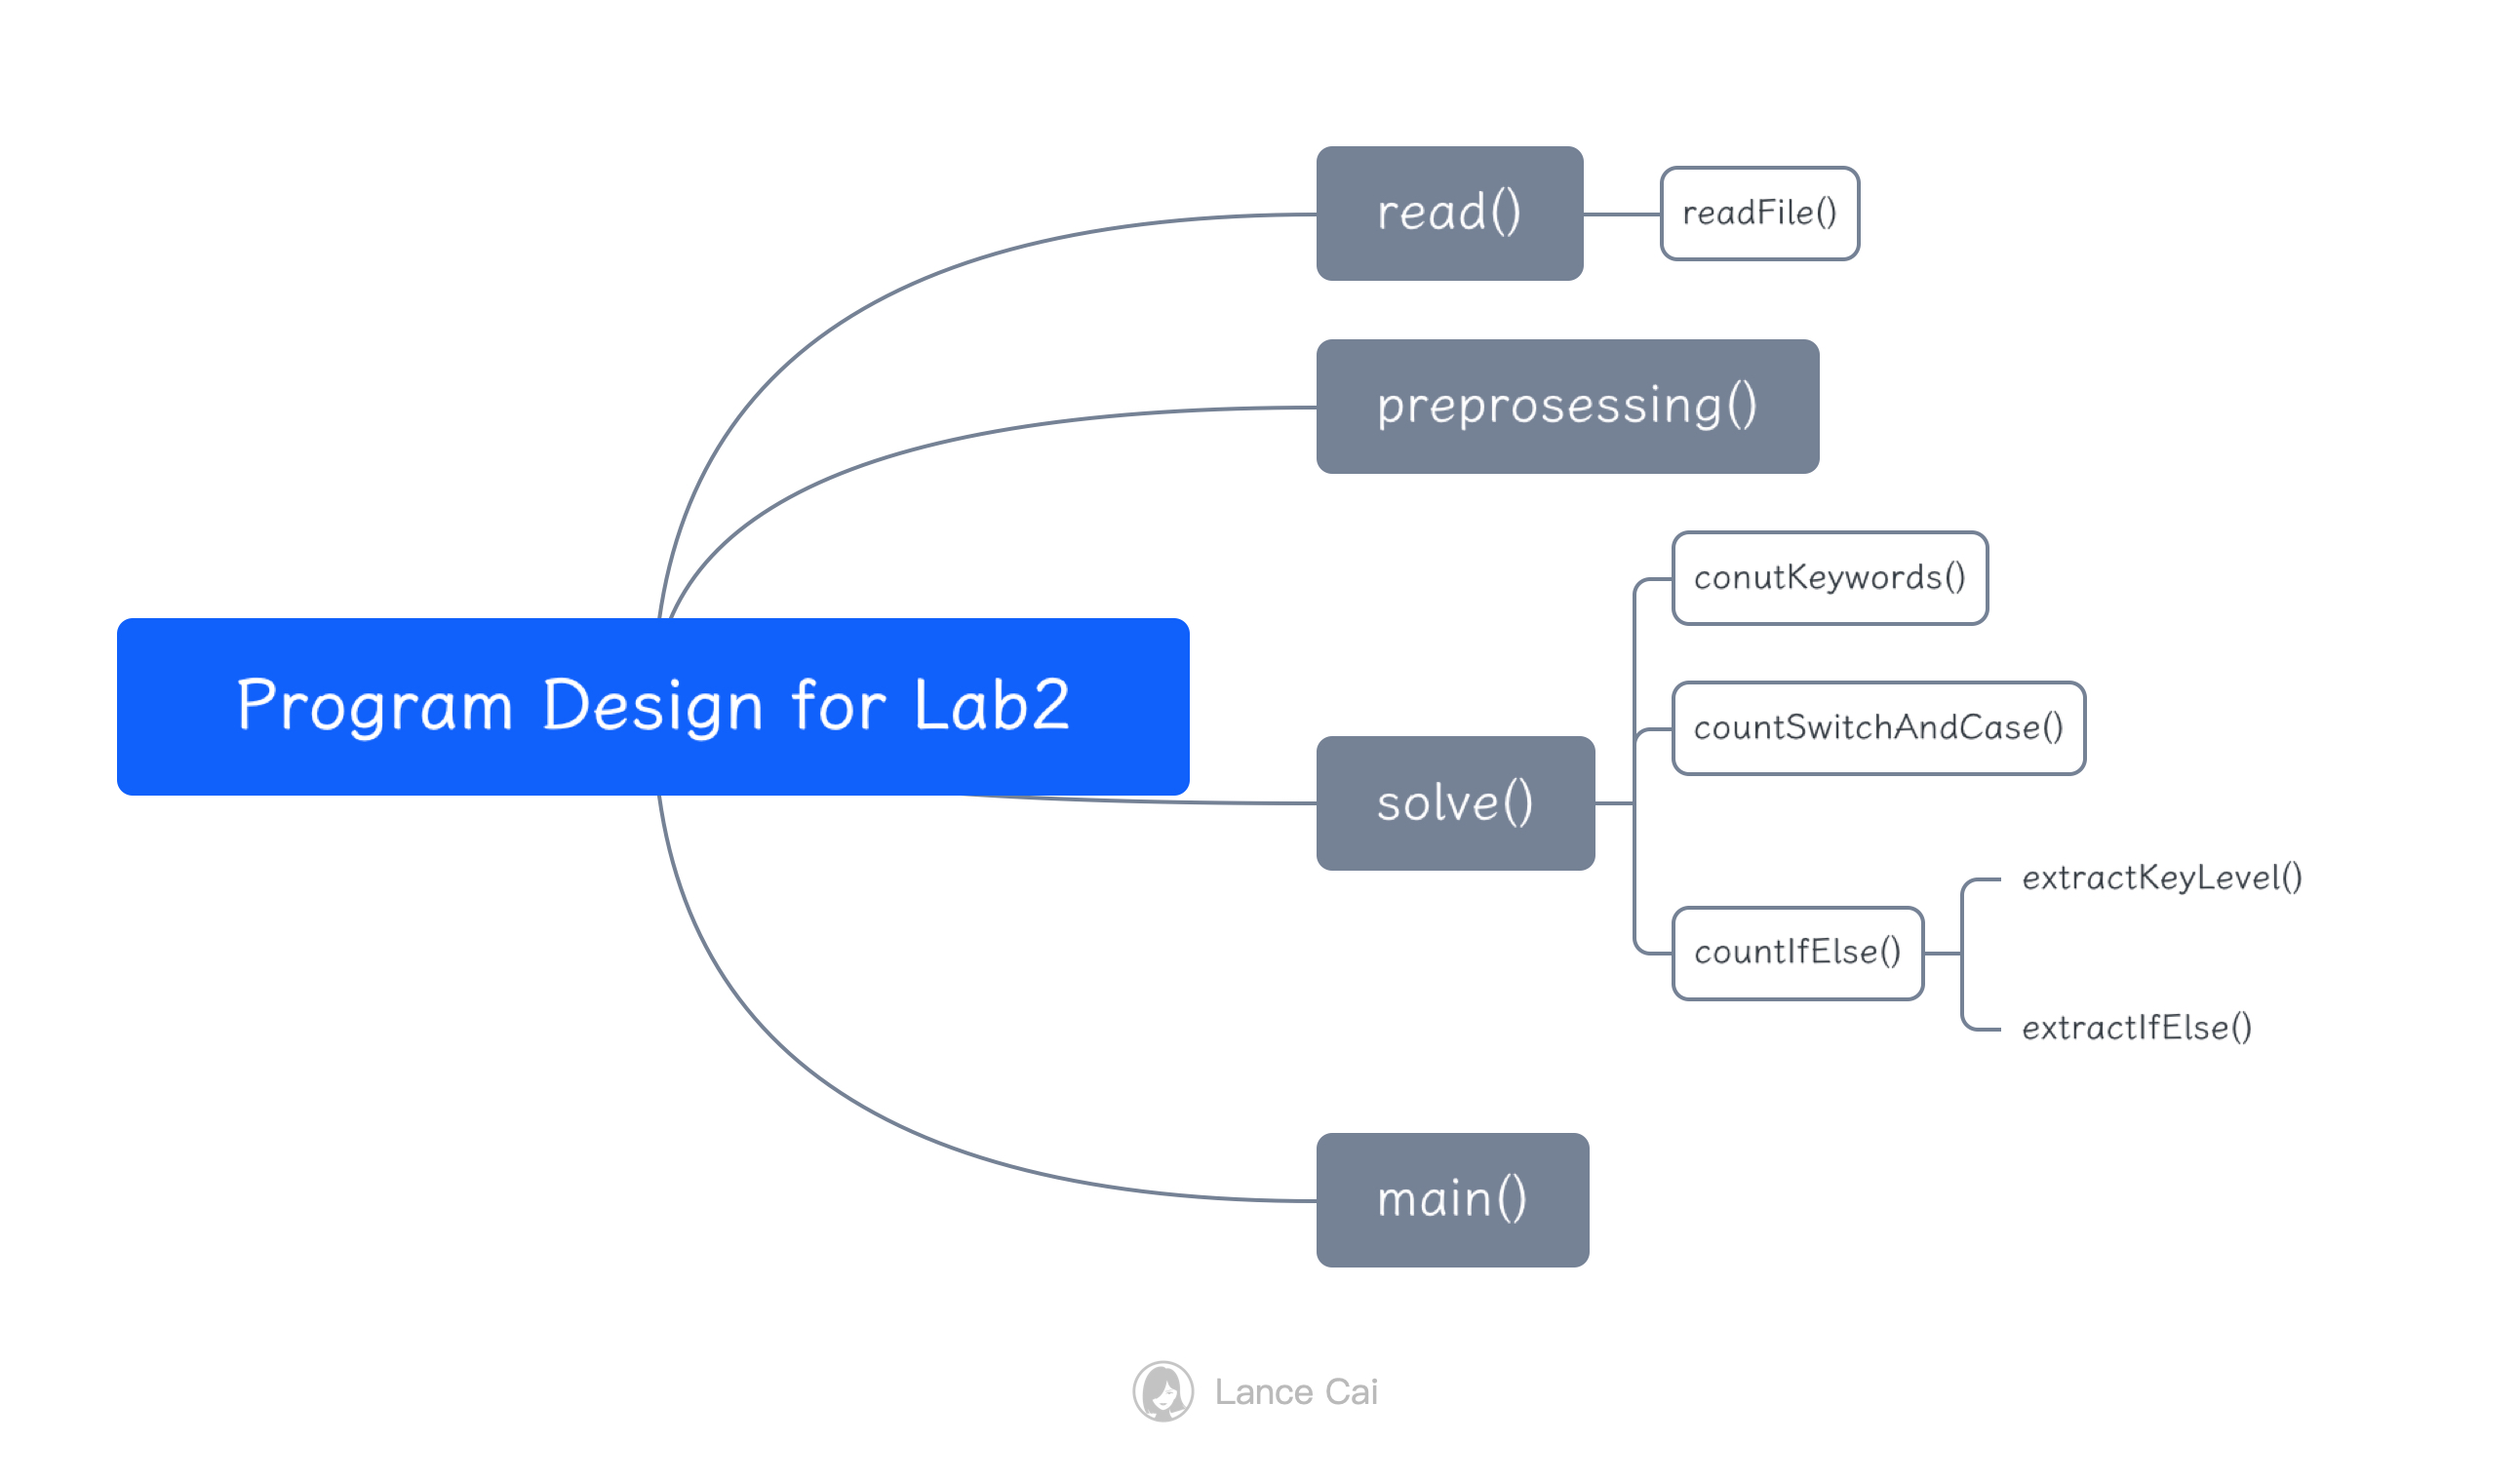 read()
readFile()
preprosessing()
conutKeywords()
Program Design for Lab2
countSwitchAndCase()
solve()
extractKeyLevel()
countIfElse()
extractIfElse()
main()
Lance Cai